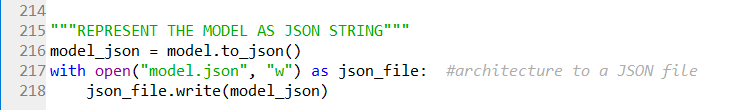 214
215 """REPRESENT THE MODEL AS JSON STRING"""
216 model_json = model.to_json()
217 with open("model.json", "w") as json_file:  #architecture to a JSON file
218     json_file.write(model_json)